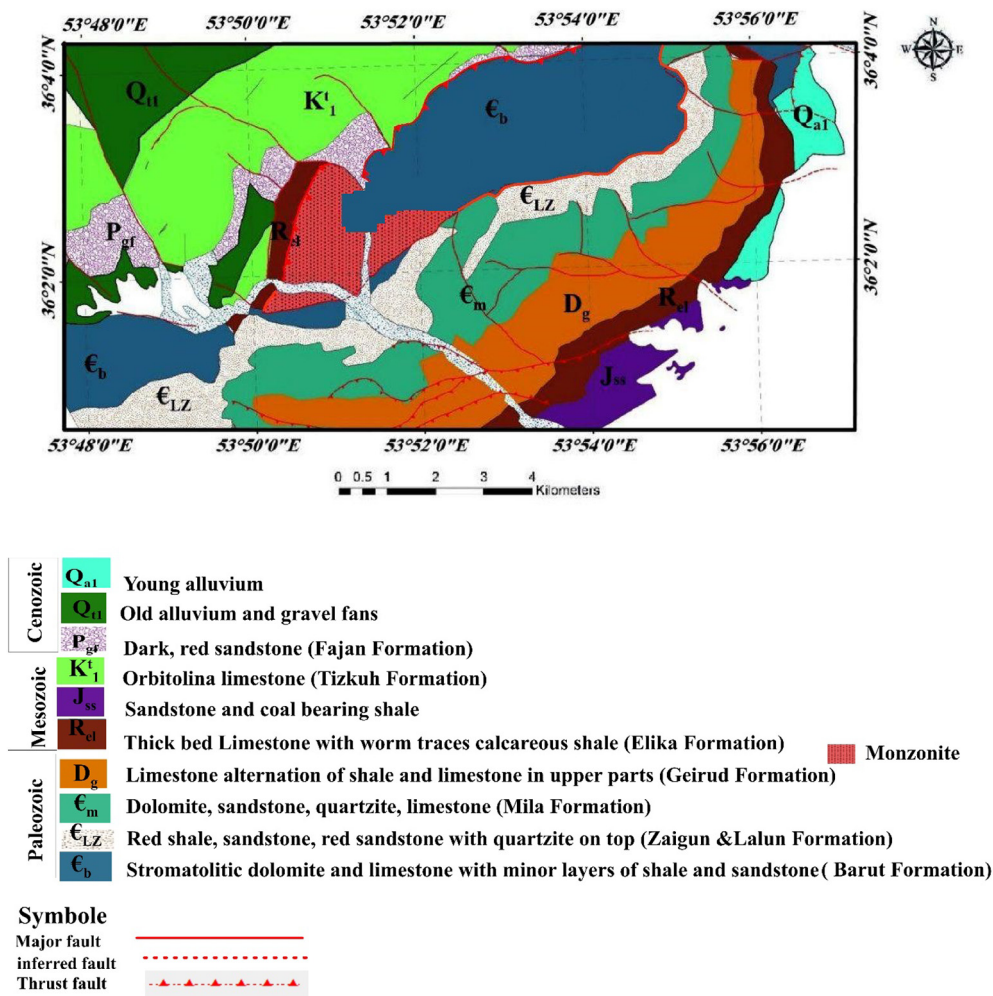 53°48'0"E 53°50'0"E 53°52'0"E 53°54'0"E 53°56'0"E
N
W E
S
36°4'0"N
36°4'0"N
Qt1
Kt1
€b
Qa1
€LZ
Pgf
Rel
36°2'0"N
36°2'0"N
€m
Dg
Rel
€b
Jss
€LZ
53°48'0"E 53°50'0"E 53°52'0"E 53°54'0"E 53°56'0"E
0 0.5 1 2 3 4
Kilometers
Cenozoic
Qa1 Young alluvium
Qt1 Old alluvium and gravel fans
Pgf Dark, red sandstone (Fajan Formation)
Mesozoic
Kt1 Orbitolina limestone (Tizkuh Formation)
Jss Sandstone and coal bearing shale
Rel Thick bed Limestone with worm traces calcareous shale (Elika Formation)
Monzonite
Paleozoic
Dg Limestone alternation of shale and limestone in upper parts (Geirud Formation)
€m Dolomite, sandstone, quartzite, limestone (Mila Formation)
€LZ Red shale, sandstone, red sandstone with quartzite on top (Zaigun &Lalun Formation)
€b Stromatolitic dolomite and limestone with minor layers of shale and sandstone( Barut Formation)
Symbole
Major fault
inferred fault
Thrust fault